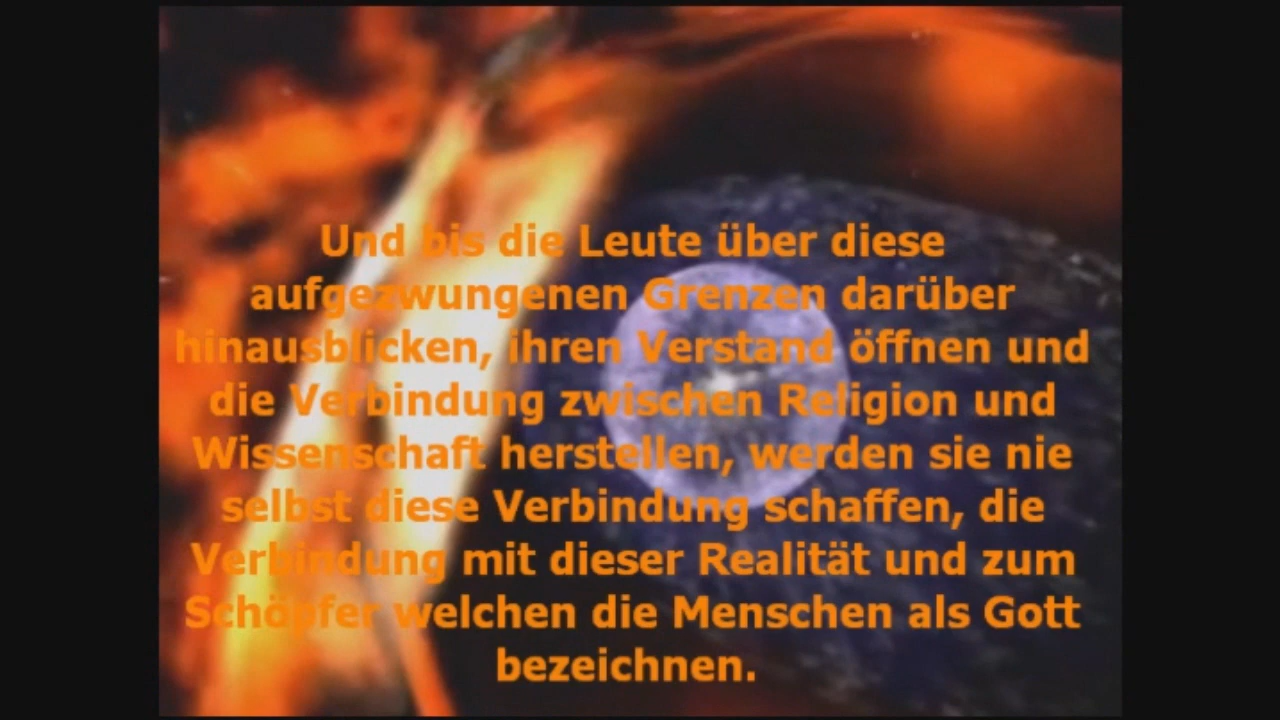 Und bis die Leute über diese
aufgezwungenen Grenzen darüber
hinausblicken, ihren Verstand öffnen und
die Verbindung zwischen Religion und
Wissenschaft herstellen, werden sie nie
selbst diese Verbindung schaffen, die
Verbindung mit dieser Realität und zum
Schöpfer welchen die Menschen als Gott
bezeichnen.